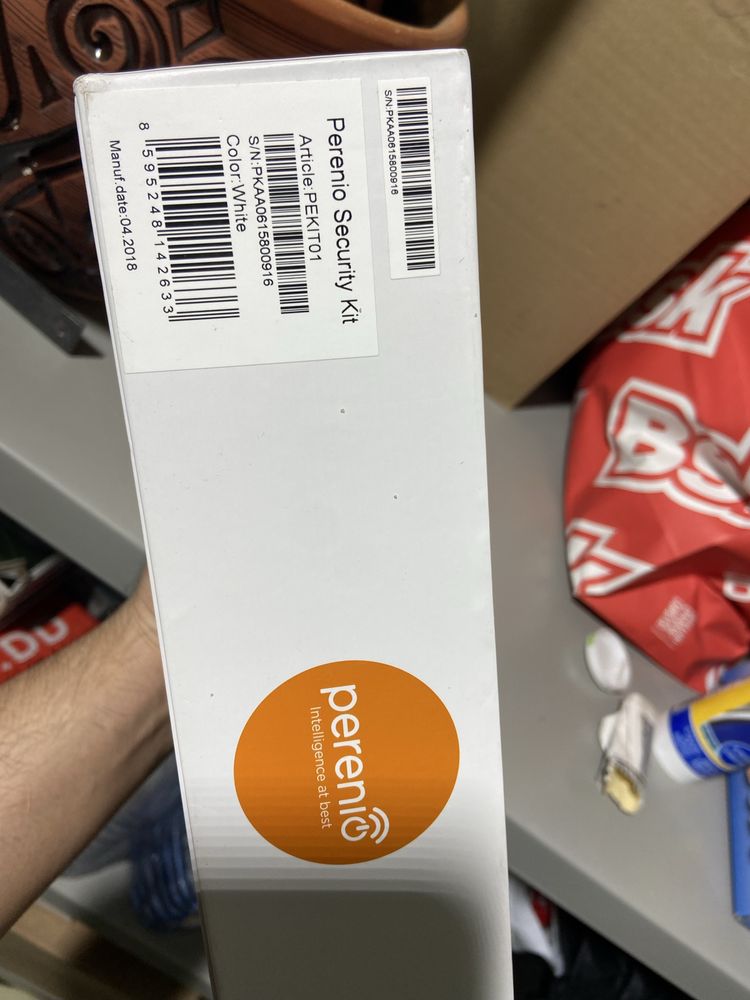 S/N:PKAA0615800916
Perenio Security Kit
Article:PEKIT01
S/N:PKAA0615800916
Color:White
8 595248 142633
Manuf.date:04.2018
perenio
Intelligence at best